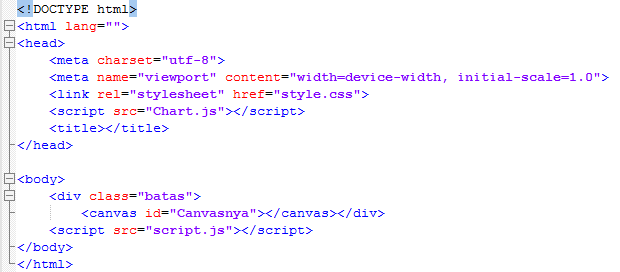 <!DOCTYPE html>
<html lang="">
<head>
<meta charset="utf-8">
<meta name="viewport" content="width=device-width, initial-scale=1.0">
<link rel="stylesheet" href="style.css">
<script src="Chart.js"></script>
<title></title>
</head>
<body>
<div class="batas">
<canvas id="Canvasnya"></canvas></div>
<script src="script.js"></script>
</body>
</html>